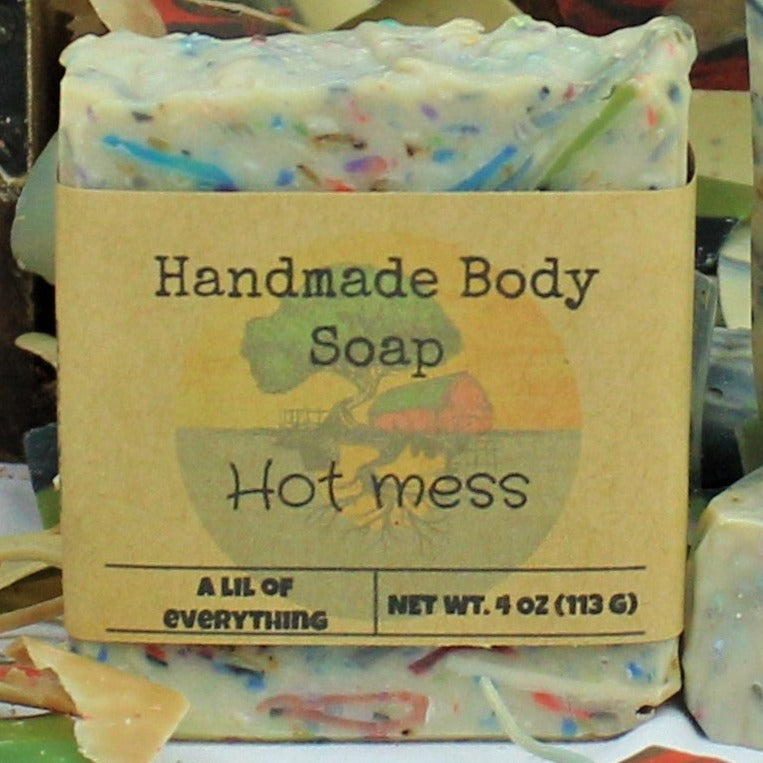 Handmade Body
Soap
Hot mess
A LIL OF
EVERYTHING
NET WT. 4 OZ (113 G)